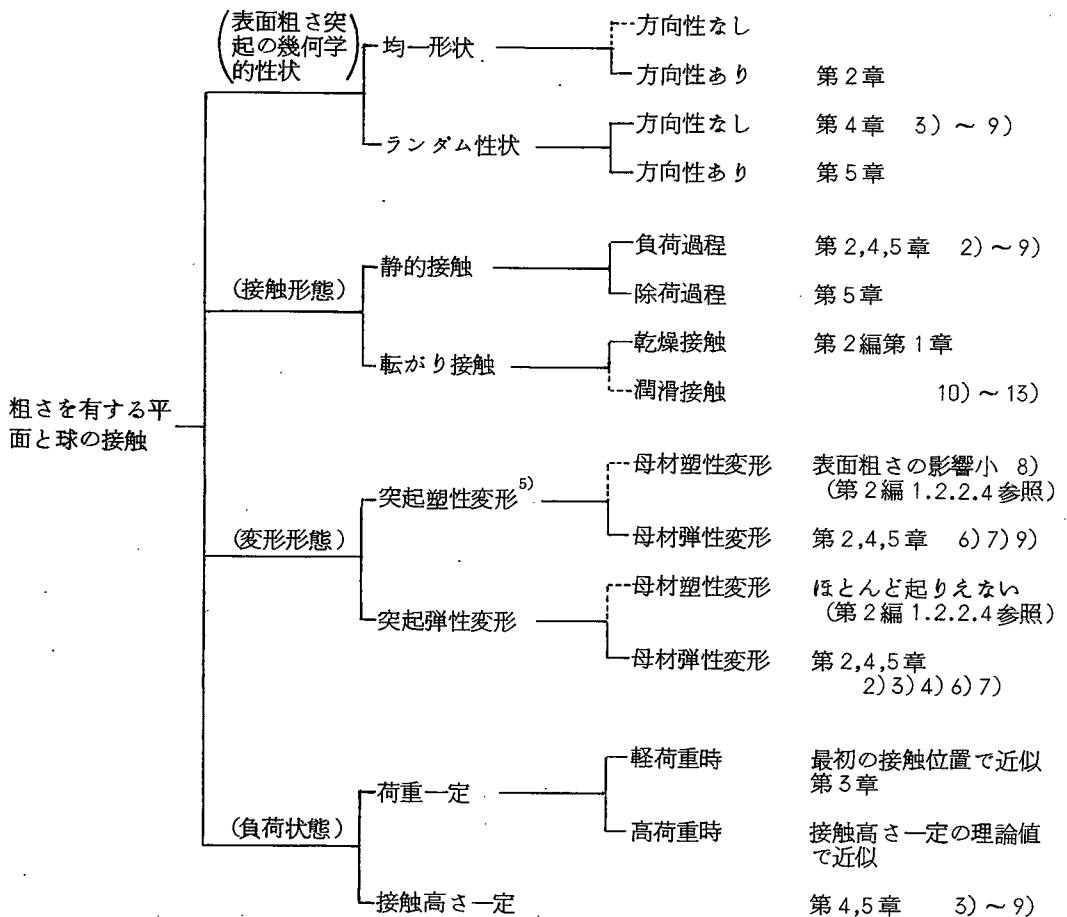 (表面粗さ突
起の幾何学
的性状)
均一形状
方向性なし
方向性あり 第2章
ランダム性状
方向性なし 第4章 3)~9)
方向性あり 第5章
(接触形態)
静的接触
負荷過程 第2,4,5章 2)~9)
除荷過程 第5章
転がり接触
乾燥接触 第2編第1章
潤滑接触 10)~13)
粗さを有する平
面と球の接触
(変形形態)
突起塑性変形5)
母材塑性変形 表面粗さの影響小 8)
(第2編1.2.2.4参照)
母材弾性変形 第2,4,5章 6)7)9)
突起弾性変形
母材塑性変形 ほとんど起りえない
(第2編1.2.2.4参照)
母材弾性変形 第2,4,5章
2)3)4)6)7)
(負荷状態)
荷重一定
軽荷重時 最初の接触位置で近似
第3章
高荷重時 接触高さ一定の理論値
で近似
接触高さ一定 第4,5章 3)~9)